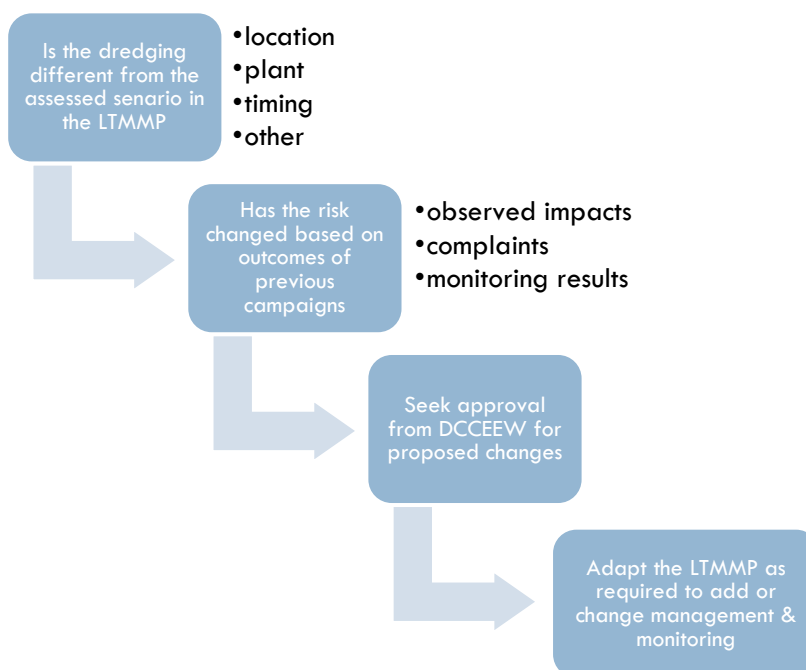 Is the dredging
different from the
assessed senario in
the LTMMP
•location
•plant
•timing
•other
Has the risk
changed based on
outcomes of
previous
campaigns
•observed impacts
•complaints
•monitoring results
Seek approval
from DCCEEW for
proposed changes
Adapt the LTMMP as
required to add or
change management &
monitoring